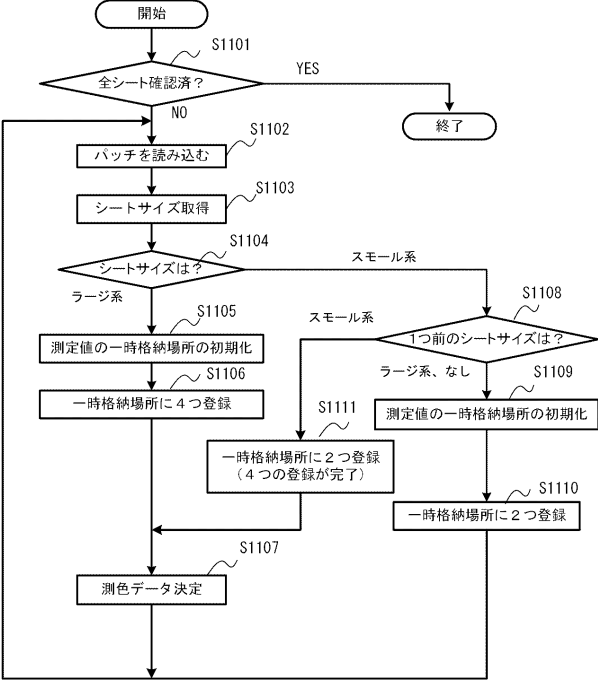 開始
S1101
全シート確認済？
YES
NO
終了
S1102
パッチを読み込む
S1103
シートサイズ取得
S1104
シートサイズは？
スモール系
ラージ系
S1105
測定値の一時格納場所の初期化
S1106
一時格納場所に４つ登録
S1108
スモール系
１つ前のシートサイズは？
ラージ系、なし
S1109
測定値の一時格納場所の初期化
S1111
一時格納場所に２つ登録
（４つの登録が完了）
S1110
一時格納場所に２つ登録
S1107
測色データ決定